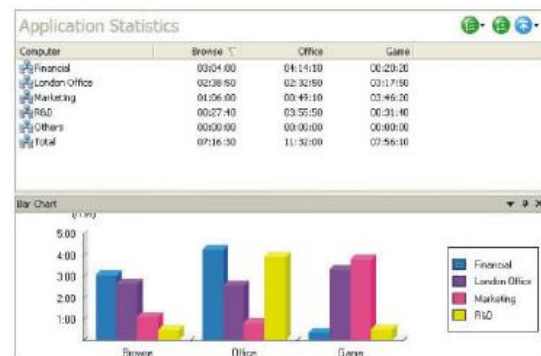 Application Statistics
Computer Browse Office Game
Financial 03:04:00 04:14:10 00:20:20
London Office 02:38:50 02:32:50 03:17:50
Marketing 01:06:00 00:49:10 03:46:20
R&D 00:27:40 03:55:50 00:31:40
Others 00:00:00 00:00:00 00:00:00
Total 07:16:30 11:32:00 07:56:10
Bar Chart
5:00
4:00
3:00
2:00
1:00
Browse Office Game
Financial
London Office
Marketing
R&D